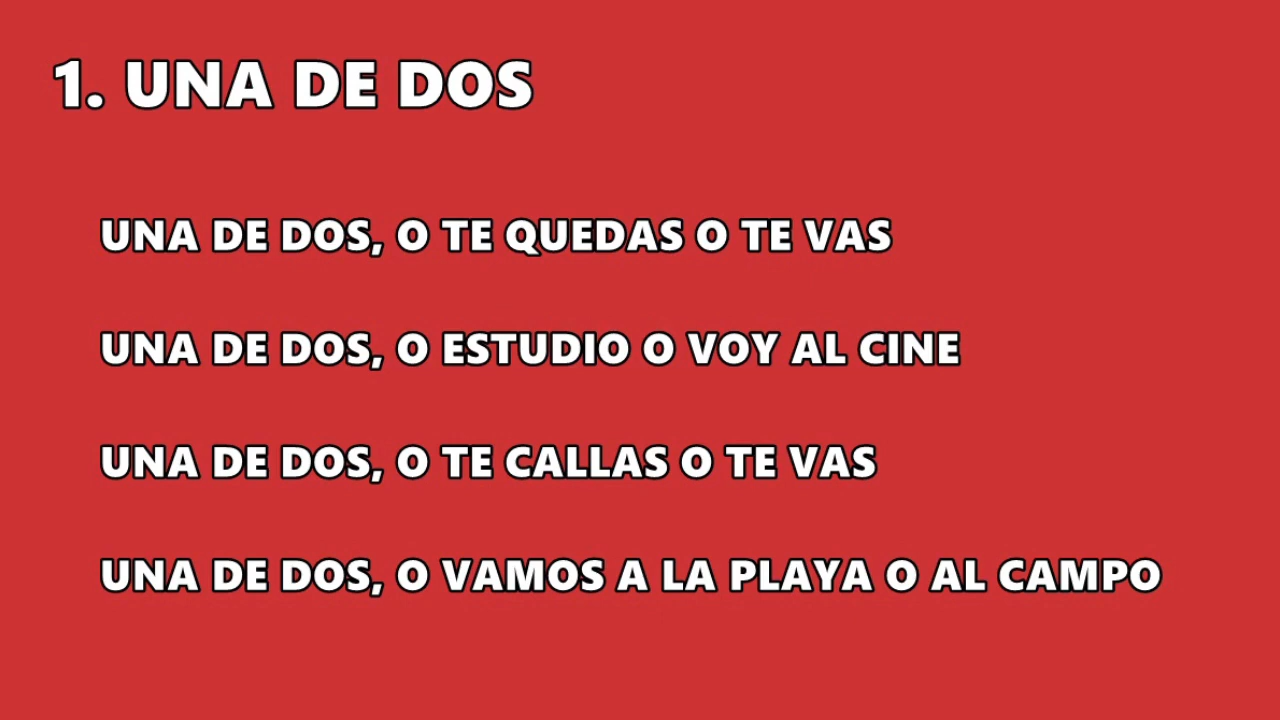 1. UNA DE DOS
UNA DE DOS, O TE QUEDAS O TE VAS
UNA DE DOS, O ESTUDIO O VOY AL CINE
UNA DE DOS, O TE CALLAS O TE VAS
UNA DE DOS, O VAMOS A LA PLAYA O AL CAMPO